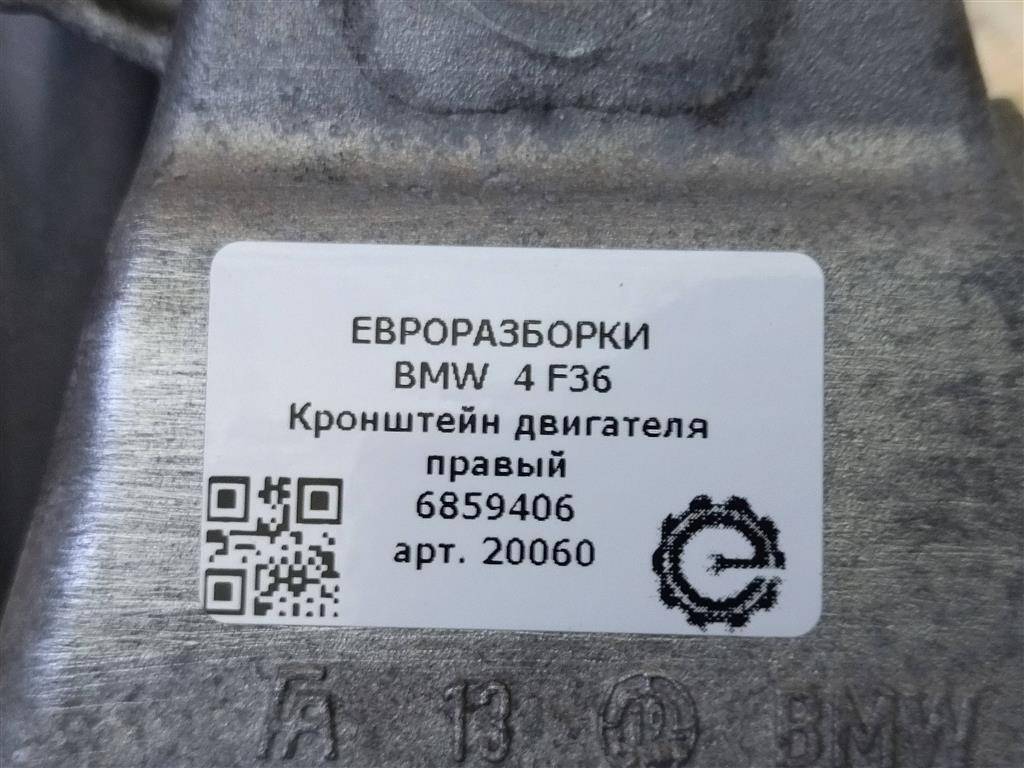 ЕВРОРАЗБОРКИ
BMW 4 F36
Кронштейн двигателя
правый
6859406
арт. 20060
13 BMW